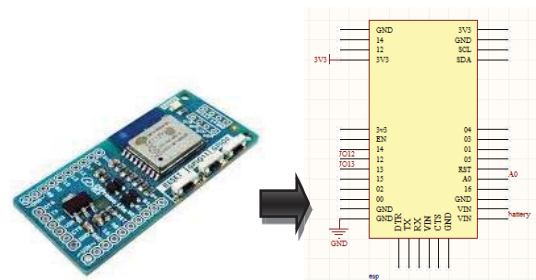 GND 3V3
14 GND
12 SCL
3V3 3V3 SDA
3v3 04
EN 03
IO12 14 01
IO13 12 05
13 RST
15 A0 A0
02 16
00 GND
GND VIN
GND VIN battery
DTR TX RX VIN CTS GND
GND
esp
RESET